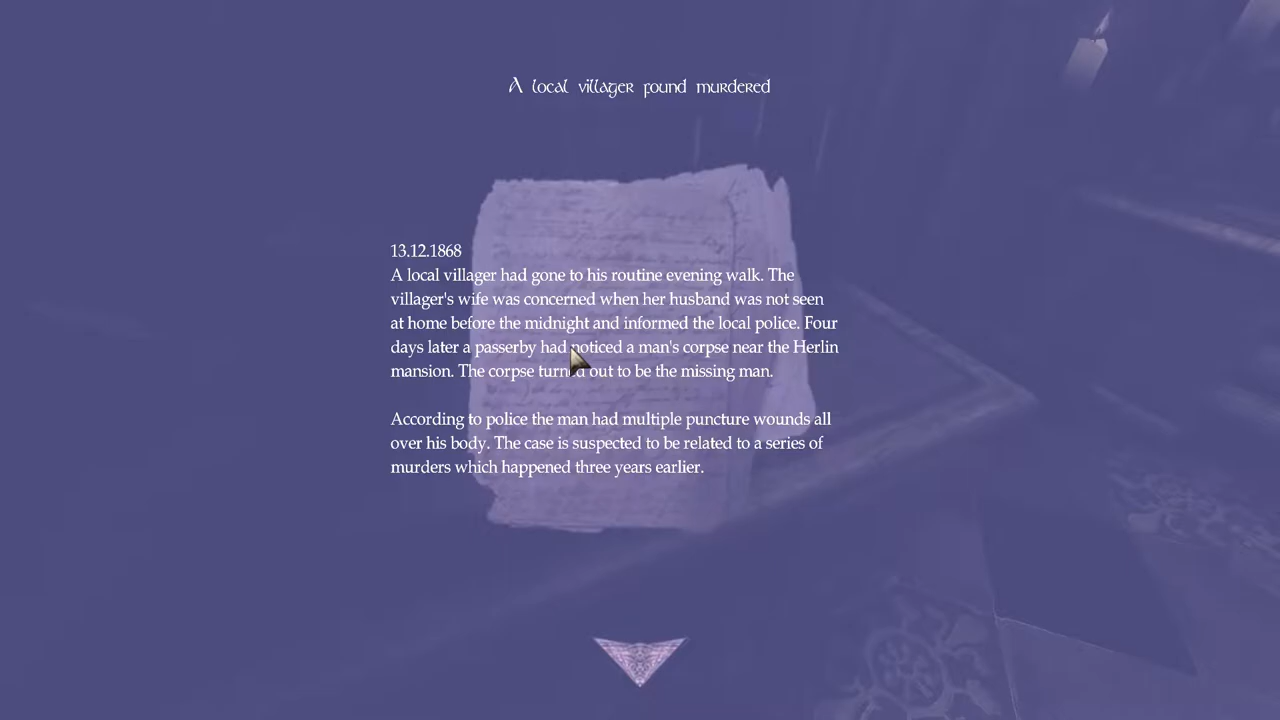 A local villager found murdered
13.12.1868
A local villager had gone to his routine evening walk. The
villager's wife was concerned when her husband was not seen
at home before the midnight and informed the local police. Four
days later a passerby had noticed a man's corpse near the Herlin
mansion. The corpse turned out to be the missing man.
According to police the man had multiple puncture wounds all
over his body. The case is suspected to be related to a series of
murders which happened three years earlier.